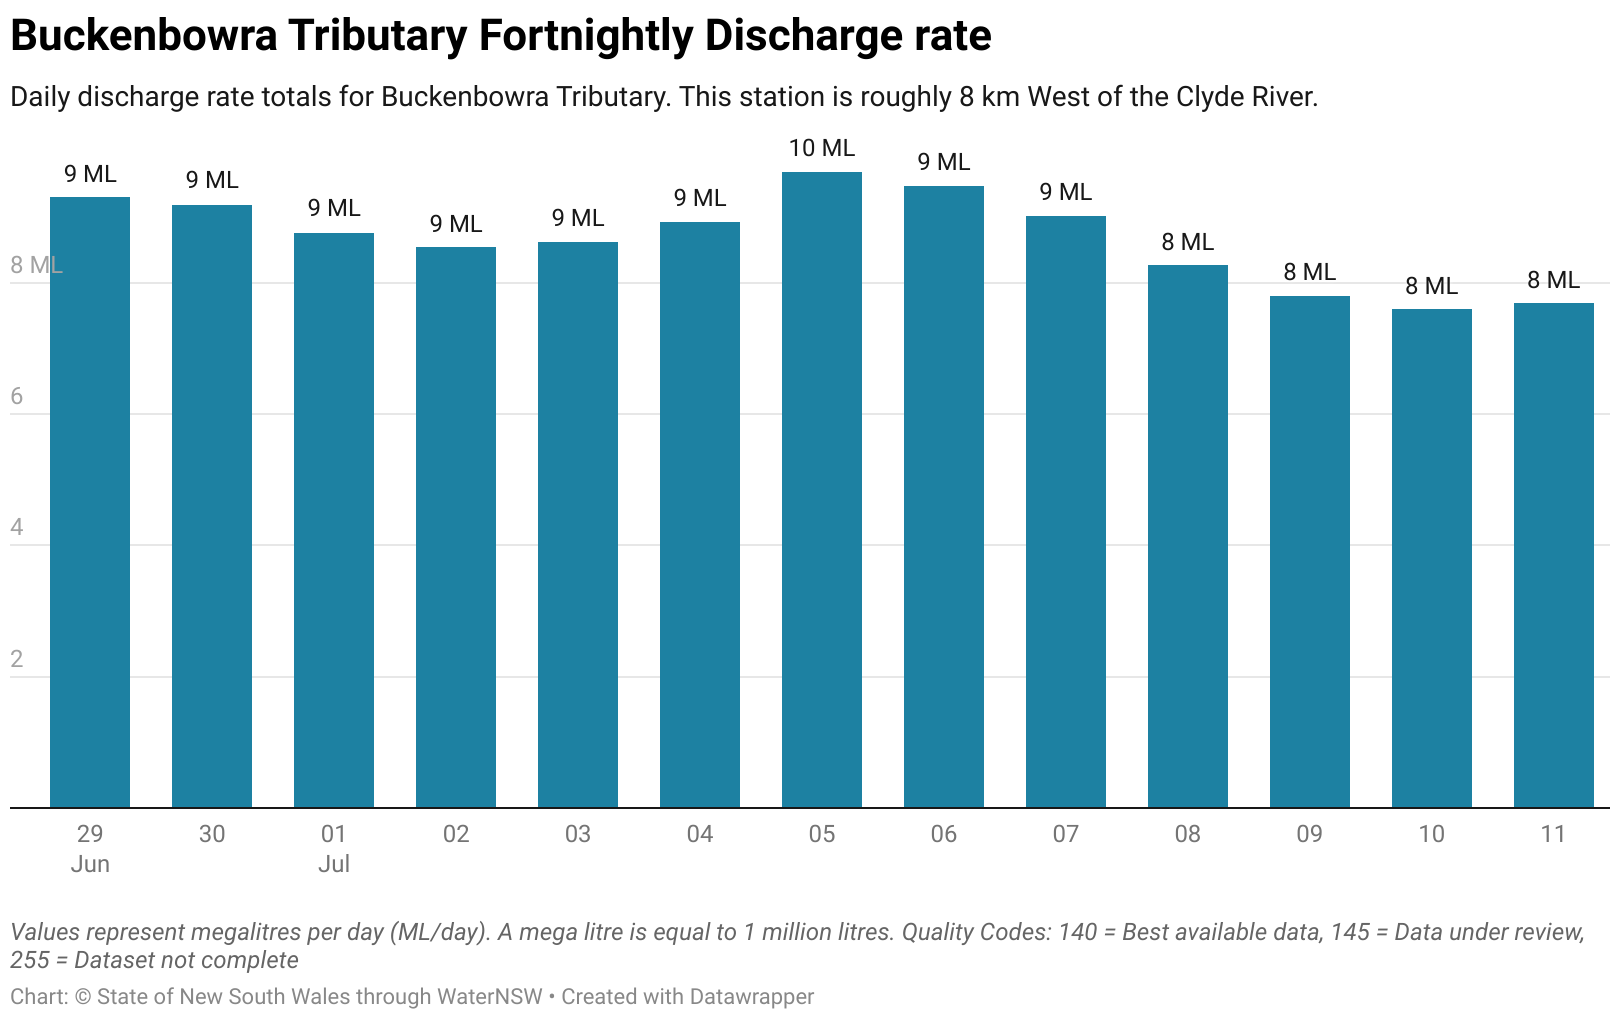 Buckenbowra Tributary Fortnightly Discharge rate
Daily discharge rate totals for Buckenbowra Tributary. This station is roughly 8 km West of the Clyde River.
9 ML
9 ML
9 ML
9 ML
9 ML
9 ML
10 ML
9 ML
9 ML
8 ML
8 ML
8 ML
8 ML
8 ML
6
4
2
29 30 01 02 03 04 05 06 07 08 09 10 11
Jun Jul
Values represent megalitres per day (ML/day). A mega litre is equal to 1 million litres. Quality Codes: 140 = Best available data, 145 = Data under review,
255 = Dataset not complete
Chart: © State of New South Wales through WaterNSW • Created with Datawrapper